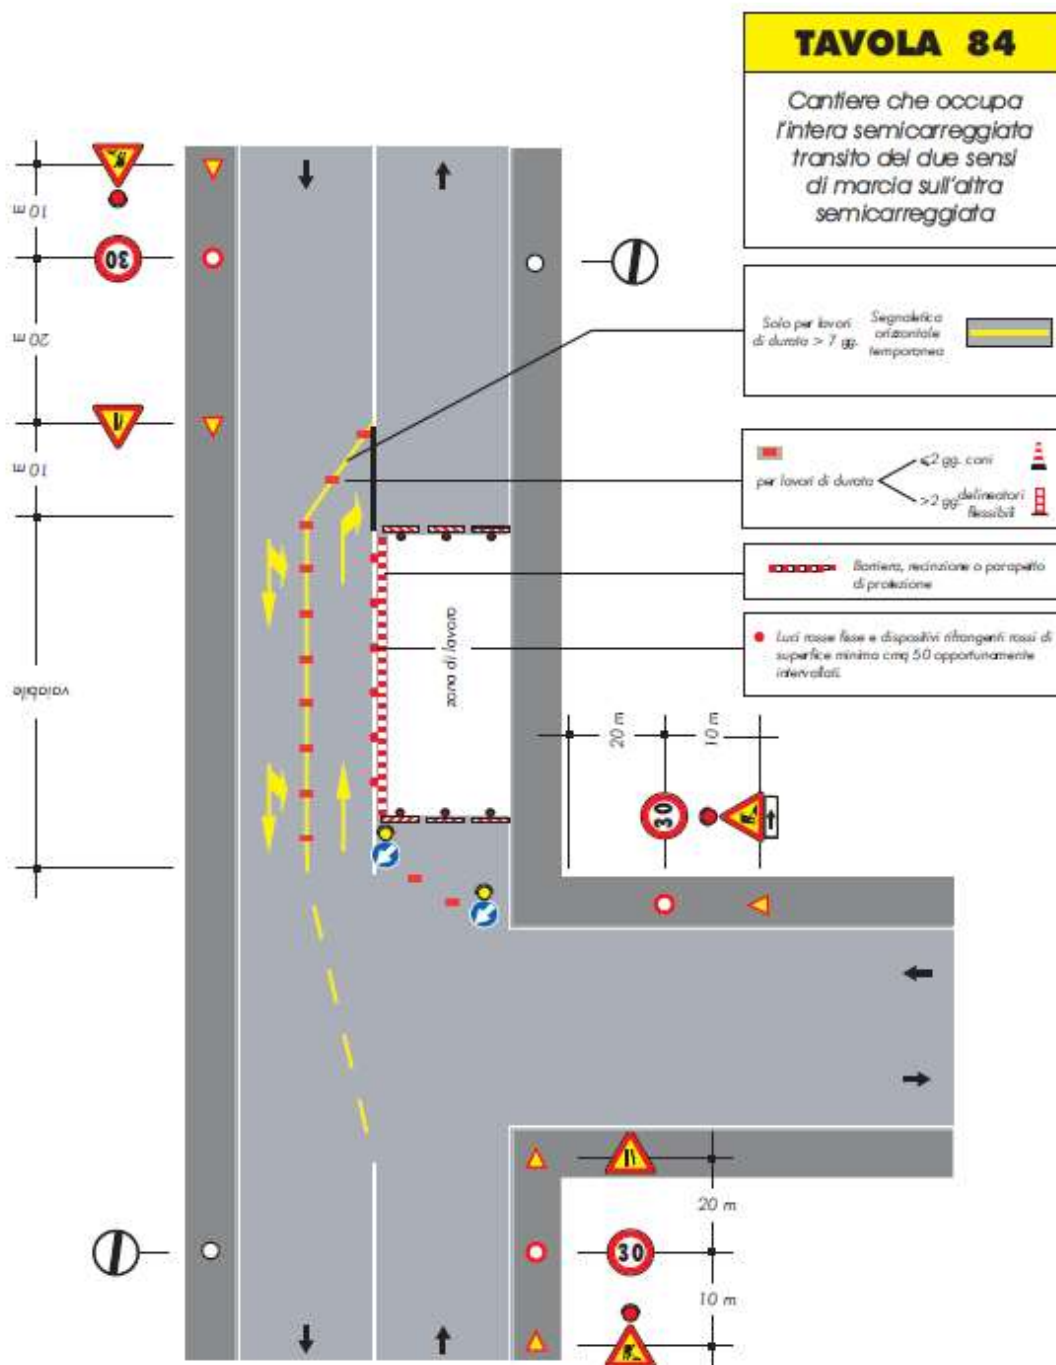 TAVOLA 84
Cantiere che occupa
l'intera semicarreggiata
transito dei due sensi
di marcia sull'altra
semicarreggiata
Solo per lavori
di durata > 7 gg.
Segnaletica
orizzontale
temporanea
per lavori di durata
≤2 gg. coni
>2 gg. delineatori
flessibili
Barriera, recinzione o parapetto
di protezione
Luci rosse fisse e dispositivi rifrangenti rossi di
superfice minima cmq 50 opportunamente
intervallati.
10 m
30
20 m
10 m
variabile
zona di lavoro
20 m
10 m
30
20 m
30
10 m